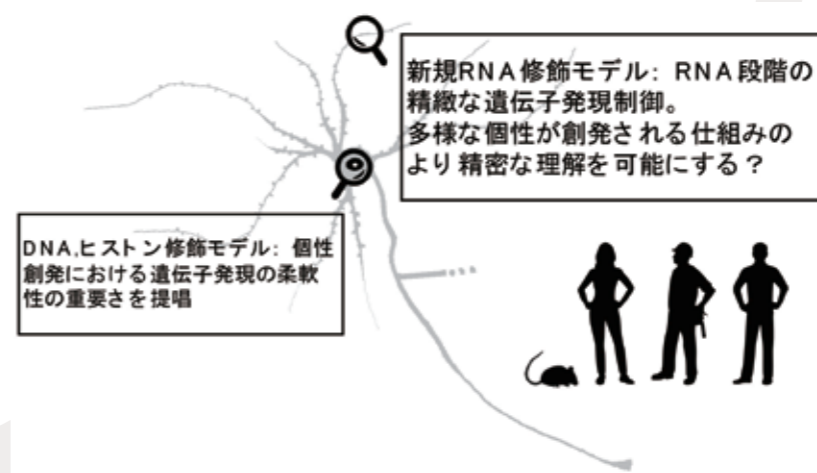 新規RNA修飾モデル: RNA段階の
精緻な遺伝子発現制御。
多様な個性が創発される仕組みの
より精密な理解を可能にする？
DNA,ヒストン修飾モデル: 個性
創発における遺伝子発現の柔軟
性の重要さを提唱